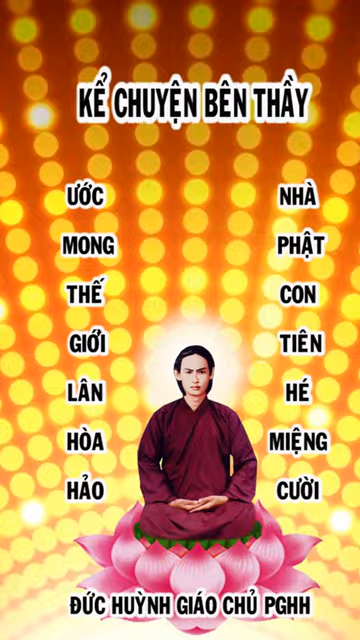 KỂ CHUYỆN BÊN THẦY
ƯỚC
MONG
THẾ
GIỚI
LÂN
HÒA
HẢO
NHÀ
PHẬT
CON
TIÊN
HÉ
MIỆNG
CƯỜI
ĐỨC HUỲNH GIÁO CHỦ PGHH